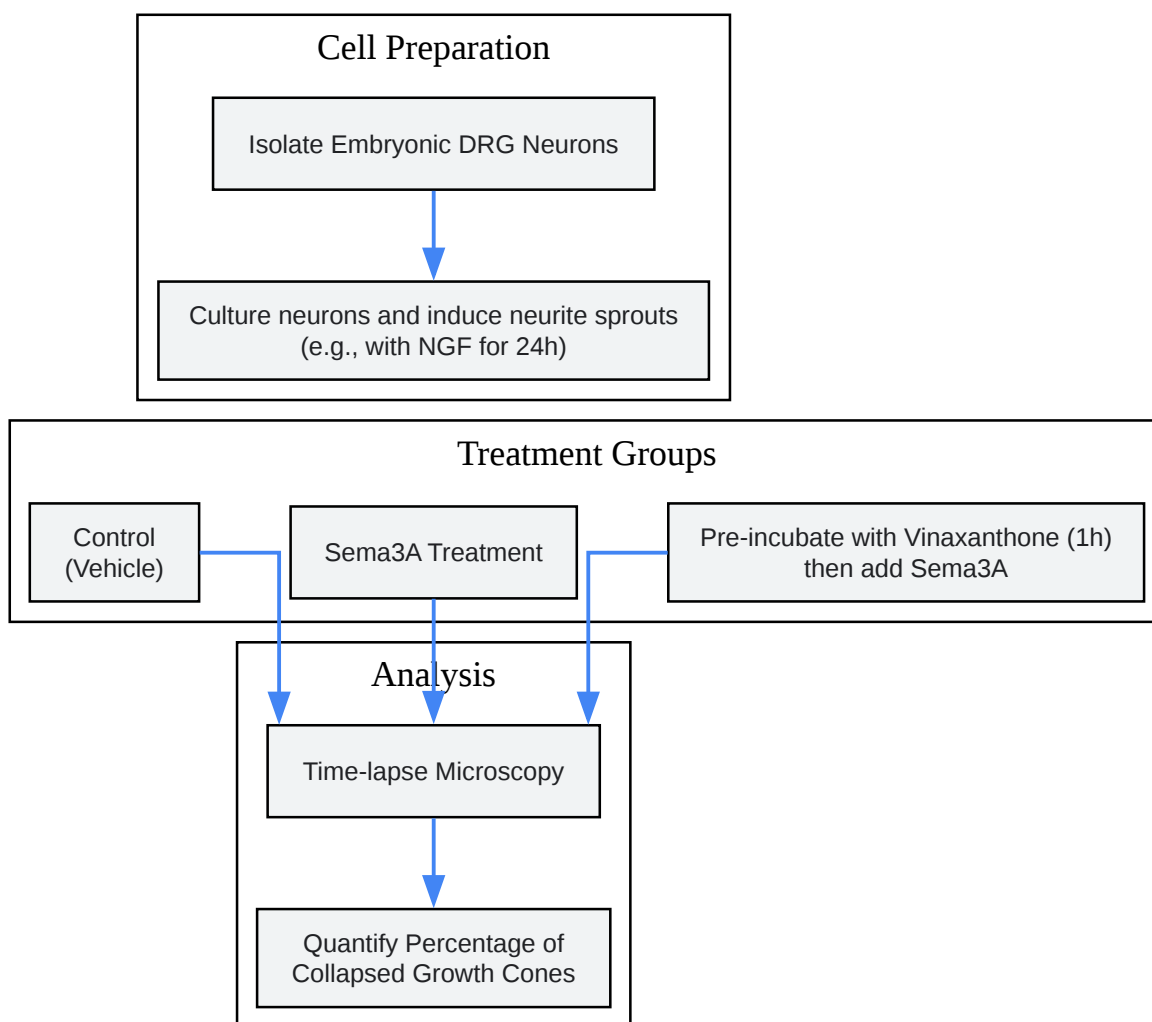 Cell Preparation
Isolate Embryonic DRG Neurons
Culture neurons and induce neurite sprouts
(e.g., with NGF for 24h)
Treatment Groups
Control
(Vehicle)
Sema3A Treatment
Pre-incubate with Vinaxanthone (1h)
then add Sema3A
Analysis
Time-lapse Microscopy
Quantify Percentage of
Collapsed Growth Cones